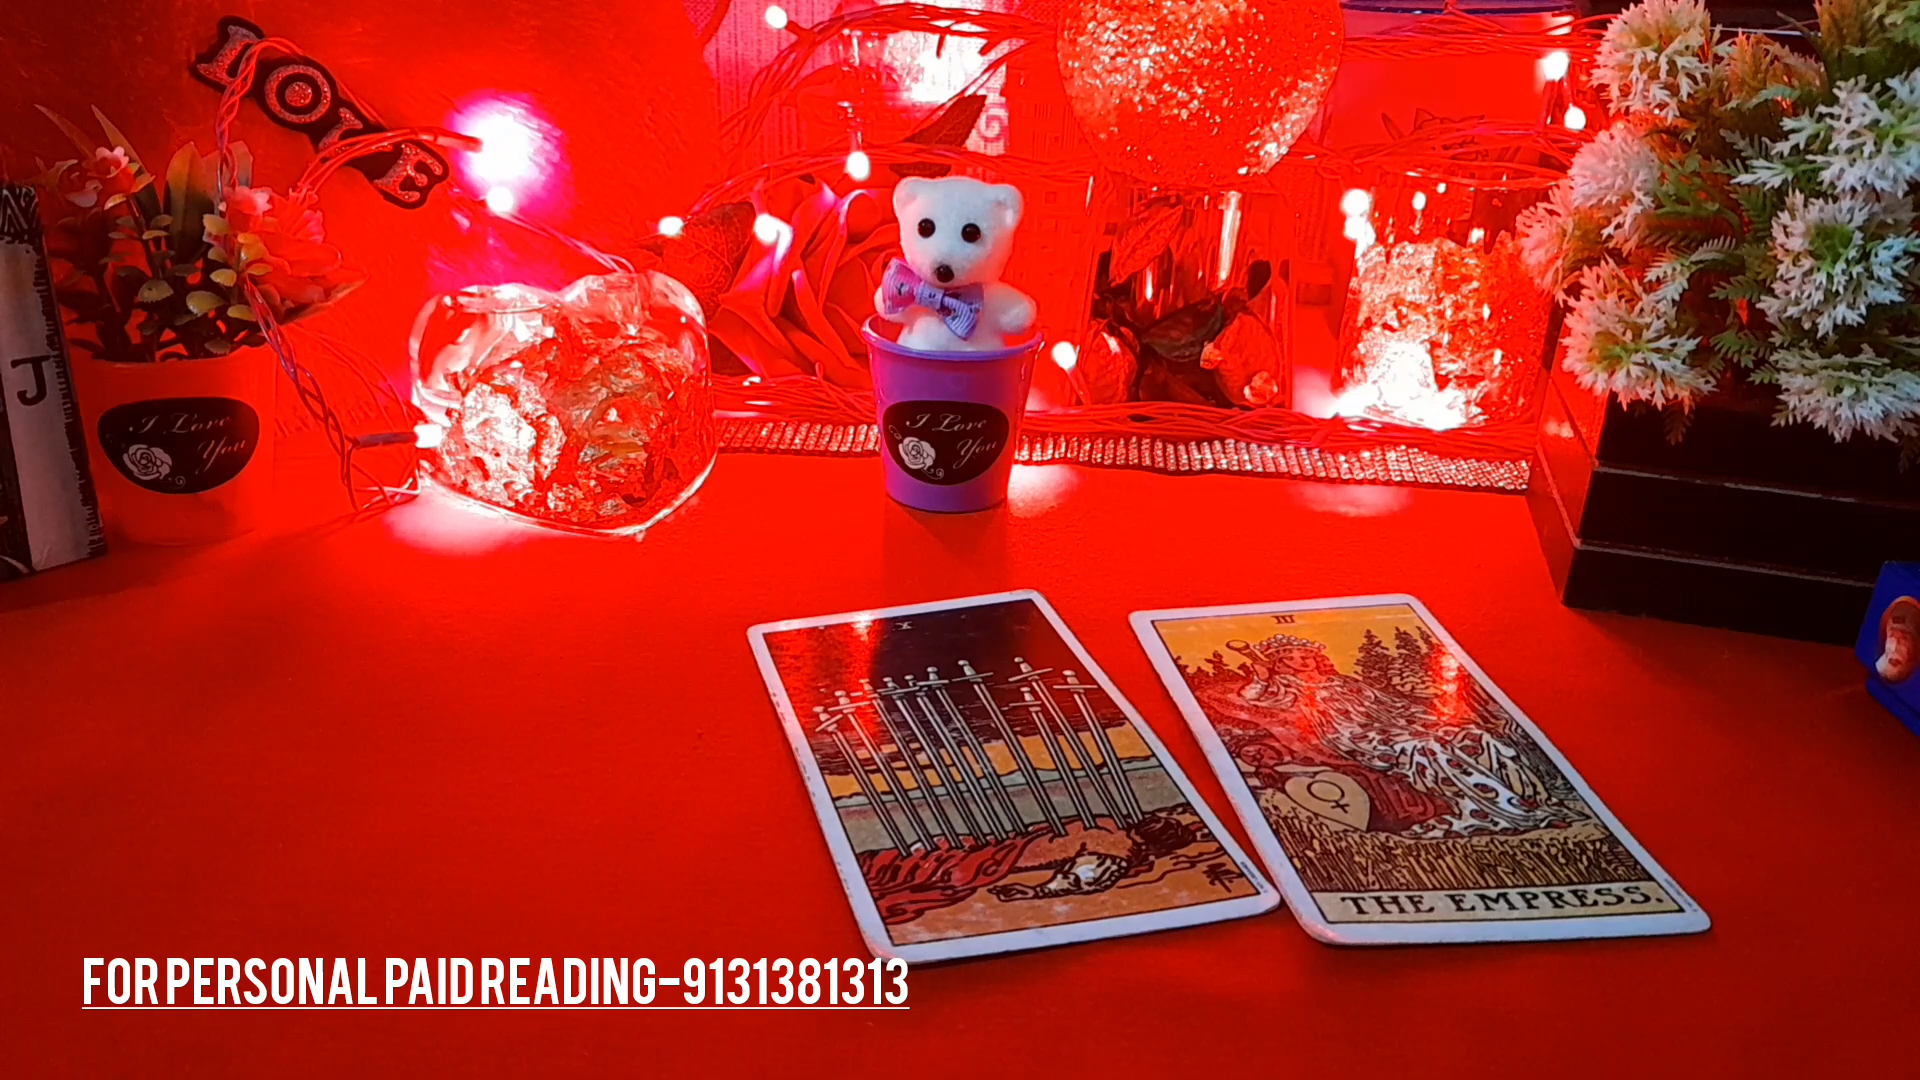 LOVE
J
I Love
You
I Love
You
X
III
THE EMPRESS.
FOR PERSONAL PAID READING-9131381313